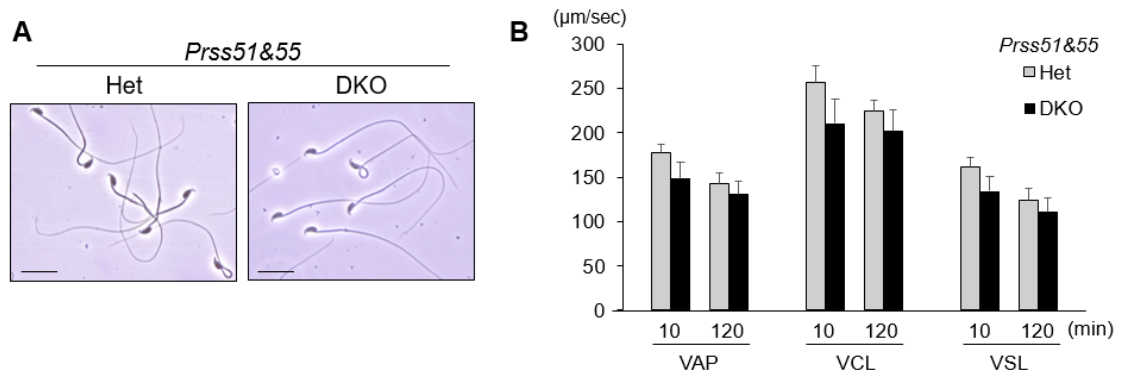 A
Prss51&55
Het
DKO
B
(μm/sec)
300
250
200
150
100
50
0
Prss51&55
Het
DKO
10 120 10 120 10 120 (min)
VAP VCL VSL